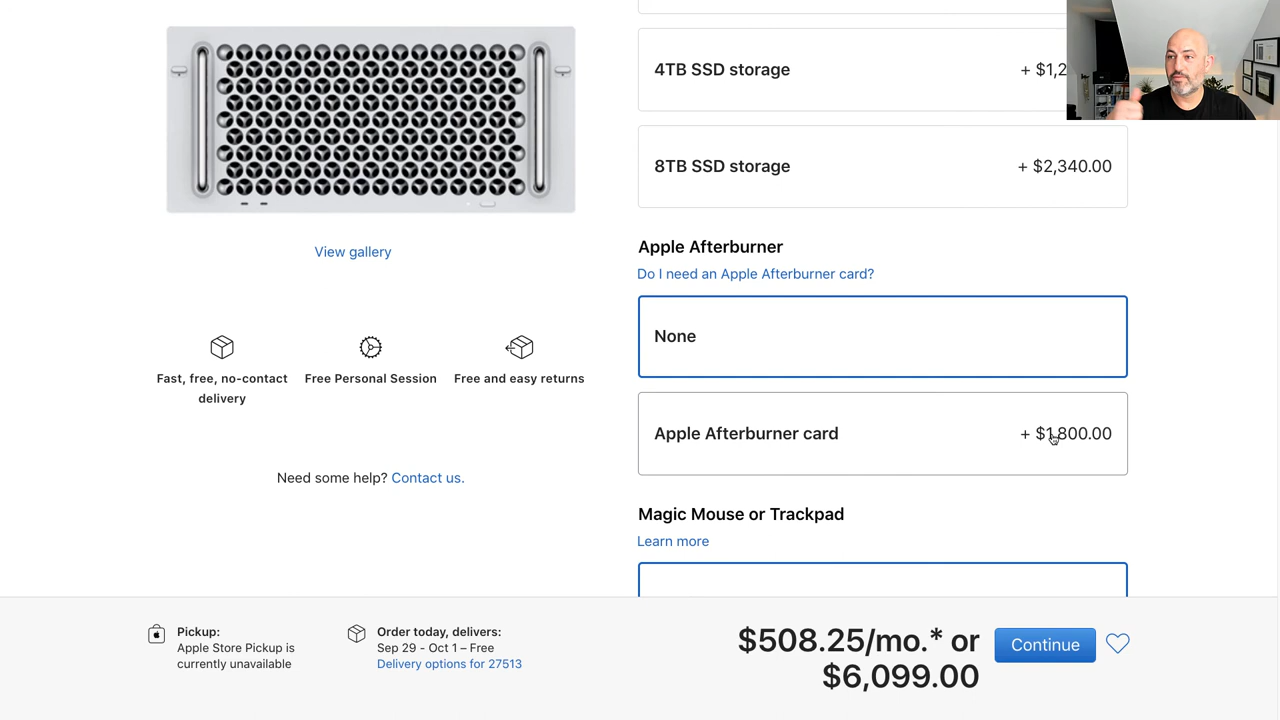 4TB SSD storage
+ $1,2
8TB SSD storage
+ $2,340.00
View gallery
Apple Afterburner
Do I need an Apple Afterburner card?
None
Fast, free, no-contact
delivery
Free Personal Session
Free and easy returns
Apple Afterburner card
+ $1,800.00
Need some help? Contact us.
Magic Mouse or Trackpad
Learn more
Pickup:
Apple Store Pickup is
currently unavailable
Order today, delivers:
Sep 29 - Oct 1 – Free
Delivery options for 27513
$508.25/mo.* or
$6,099.00
Continue